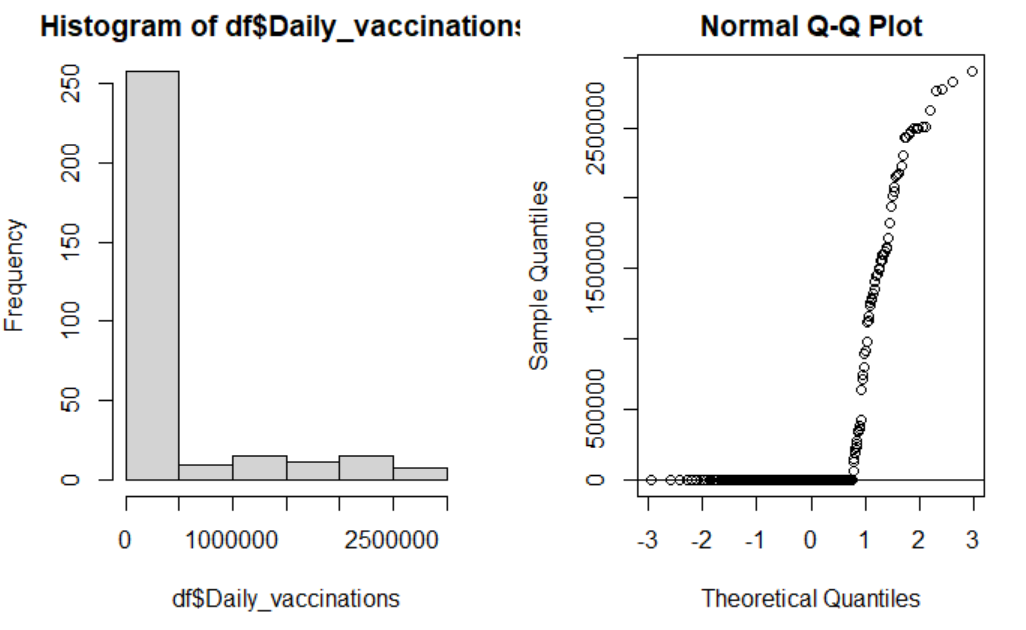 Histogram of df$Daily_vaccinations
Frequency
250
200
150
100
50
0
0 1000000 2500000
df$Daily_vaccinations
Normal Q-Q Plot
Sample Quantiles
2500000
1500000
500000
0
-3 -2 -1 0 1 2 3
Theoretical Quantiles